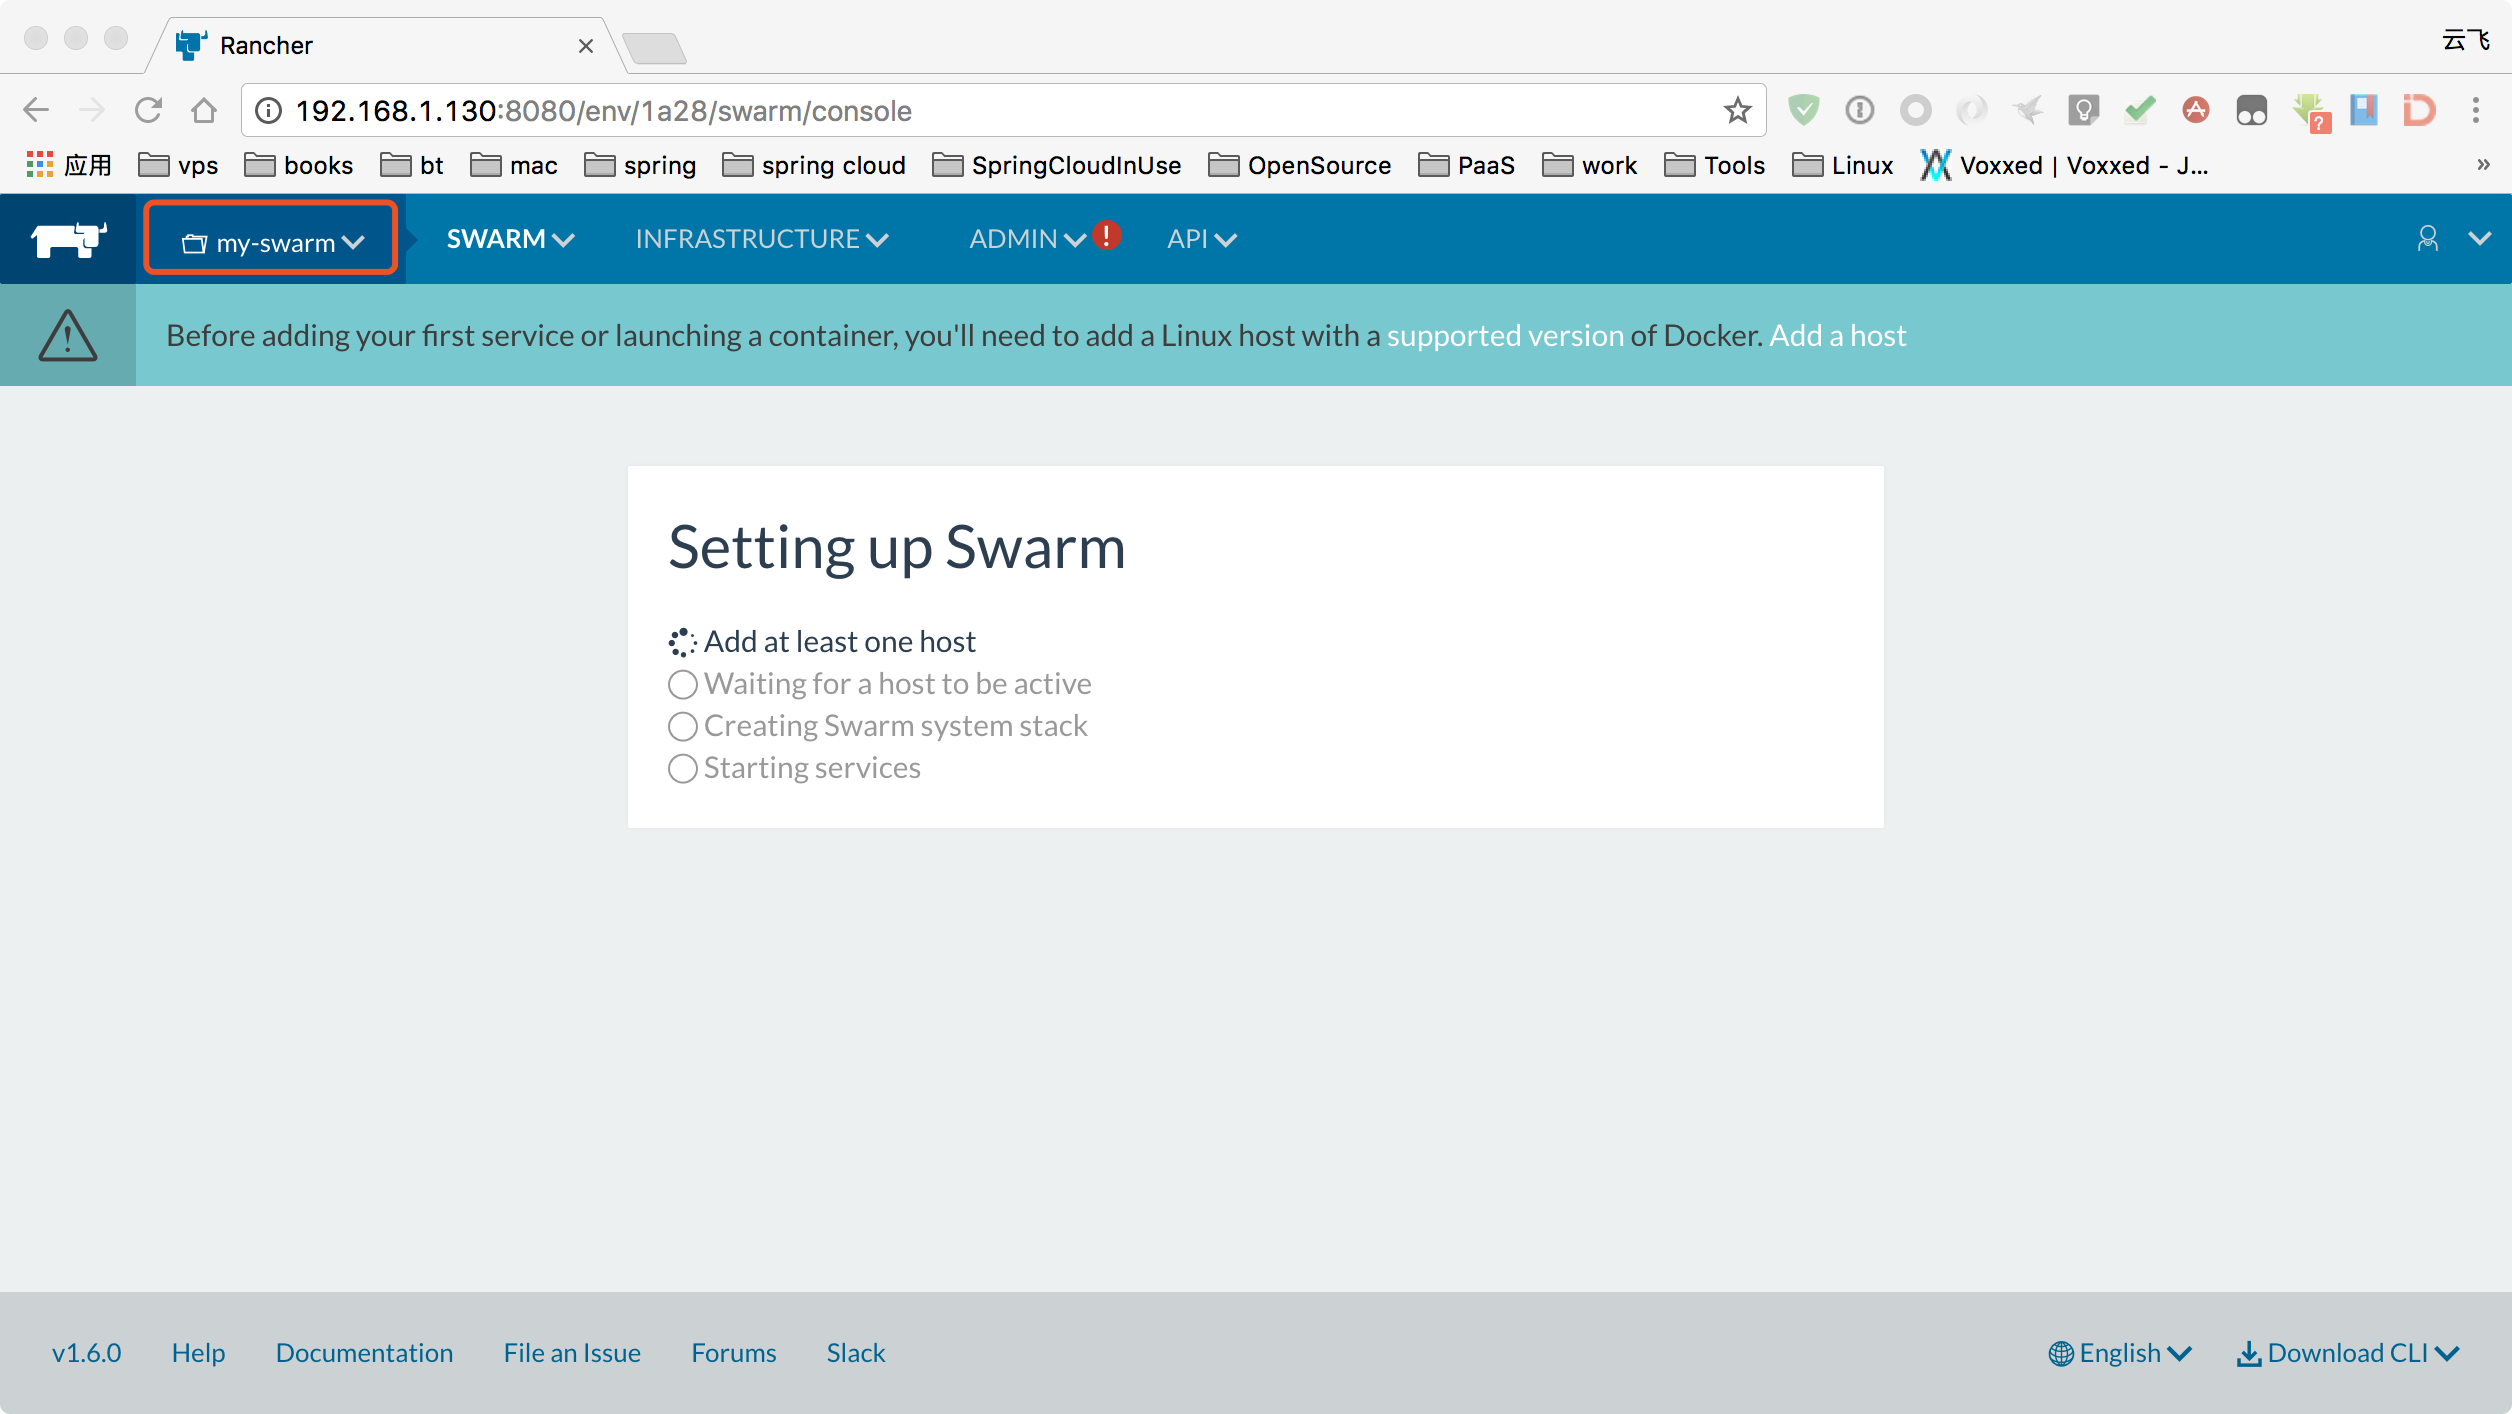 Rancher
云飞
192.168.1.130:8080/env/1a28/swarm/console
应用 vps books bt mac spring spring cloud SpringCloudInUse OpenSource PaaS work Tools Linux Voxxed | Voxxed - J... »
my-swarm SWARM INFRASTRUCTURE ADMIN ! API
Before adding your first service or launching a container, you'll need to add a Linux host with a supported version of Docker. Add a host
Setting up Swarm
Add at least one host
Waiting for a host to be active
Creating Swarm system stack
Starting services
v1.6.0 Help Documentation File an Issue Forums Slack English Download CLI